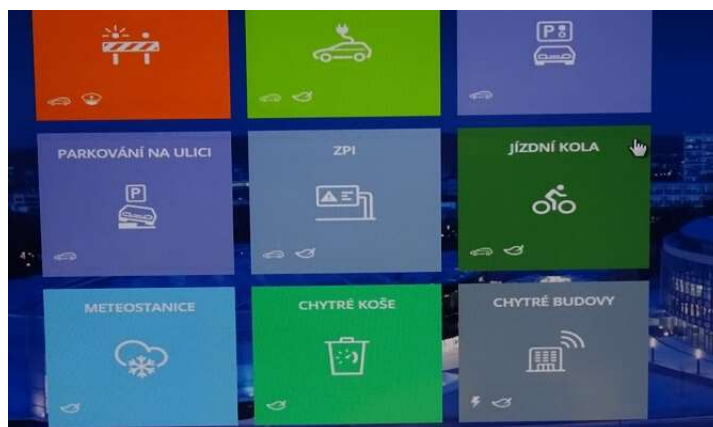 P
PARKOVÁNÍ NA ULICI
ZPI
JÍZDNÍ KOLA
P
METEOSTANICE
CHYTRÉ KOŠE
CHYTRÉ BUDOVY